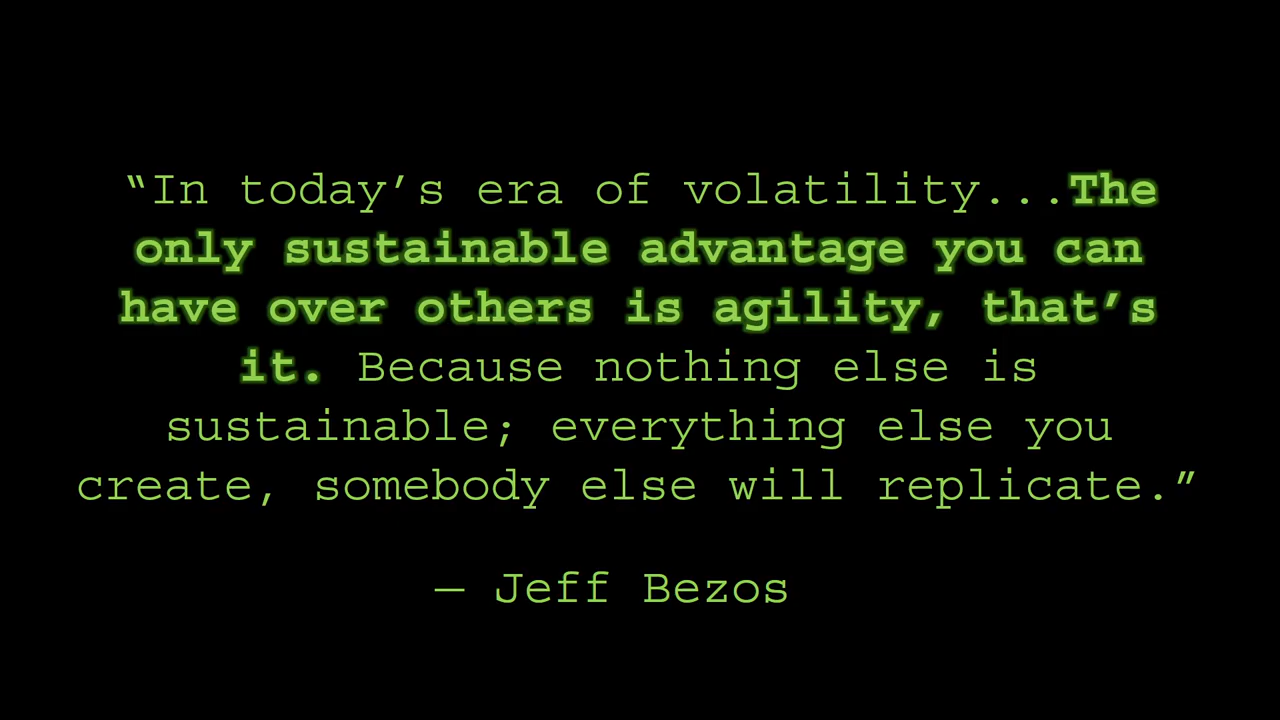 “In today’s era of volatility...The
only sustainable advantage you can
have over others is agility, that’s
it. Because nothing else is
sustainable; everything else you
create, somebody else will replicate.”
— Jeff Bezos